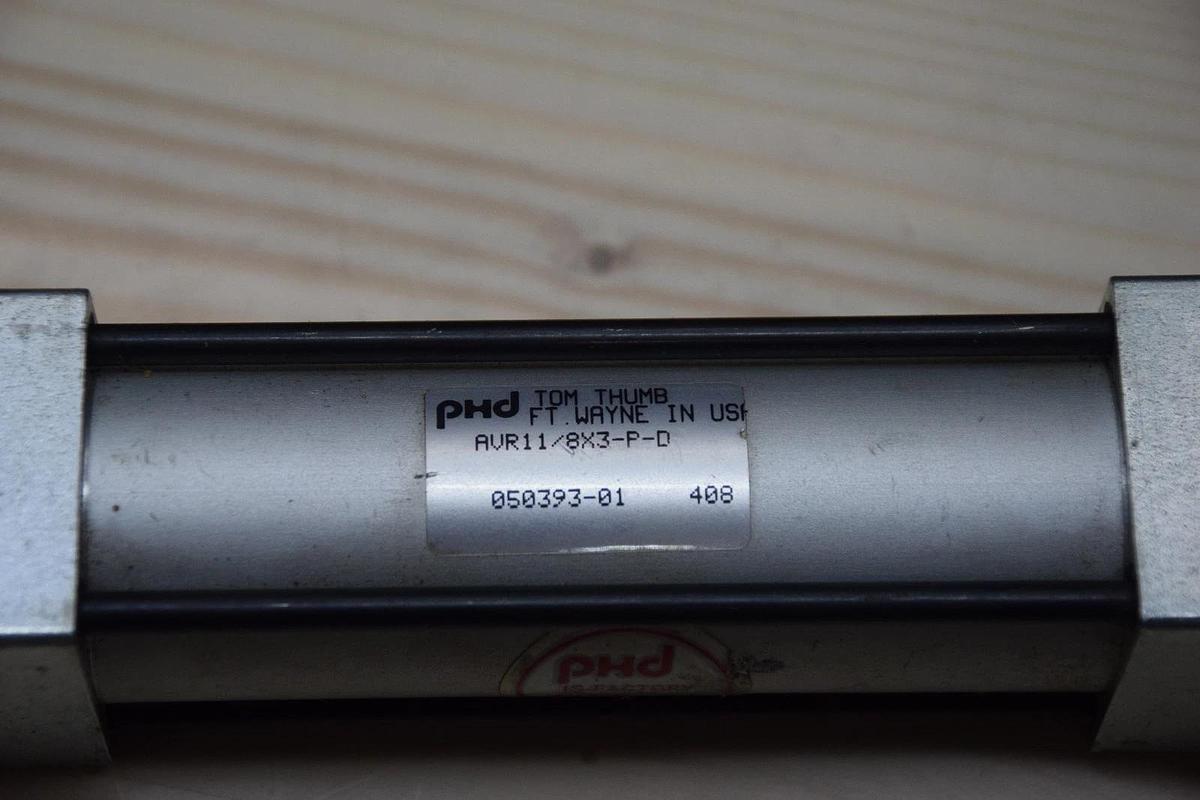 PHD TOM THUMB
FT. WAYNE IN USA
AVR11/8X3-P-D
050393-01 408
PHD